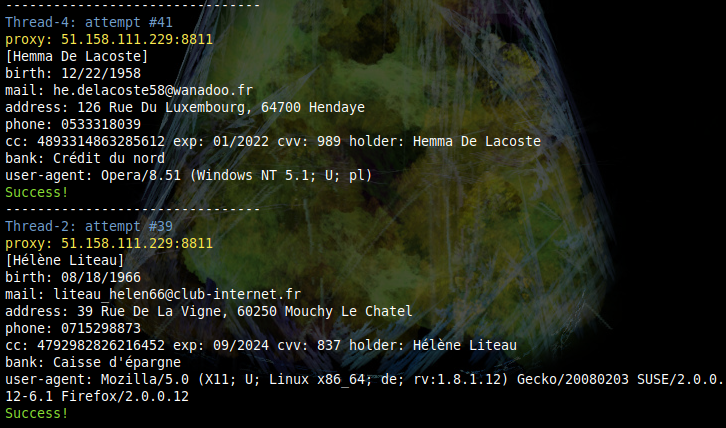 --------------------------------
Thread-4: attempt #41
proxy: 51.158.111.229:8811
[Hemma De Lacoste]
birth: 12/22/1958
mail: he.delacoste58@wanadoo.fr
address: 126 Rue Du Luxembourg, 64700 Hendaye
phone: 0533318039
cc: 4893314863285612 exp: 01/2022 cvv: 989 holder: Hemma De Lacoste
bank: Crédit du nord
user-agent: Opera/8.51 (Windows NT 5.1; U; pl)
Success!
--------------------------------
Thread-2: attempt #39
proxy: 51.158.111.229:8811
[Hélène Liteau]
birth: 08/18/1966
mail: liteau_helen66@club-internet.fr
address: 39 Rue De La Vigne, 60250 Mouchy Le Chatel
phone: 0715298873
cc: 4792982826216452 exp: 09/2024 cvv: 837 holder: Hélène Liteau
bank: Caisse d'épargne
user-agent: Mozilla/5.0 (X11; U; Linux x86_64; de; rv:1.8.1.12) Gecko/20080203 SUSE/2.0.0.
12-6.1 Firefox/2.0.0.12
Success!